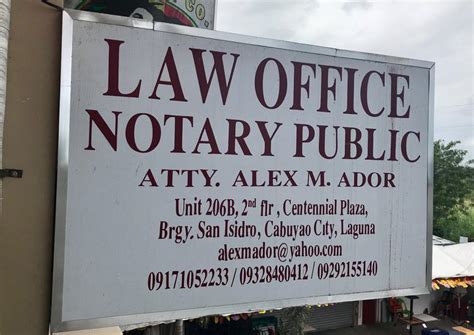 LAW OFFICE
NOTARY PUBLIC
ATTY. ALEX M. ADOR
Unit 206B, 2nd flr , Centennial Plaza,
Brgy. San Isidro, Cabuyao City, Laguna
alexmador@yahoo.com
09171052233 / 09328480412 / 09292155140